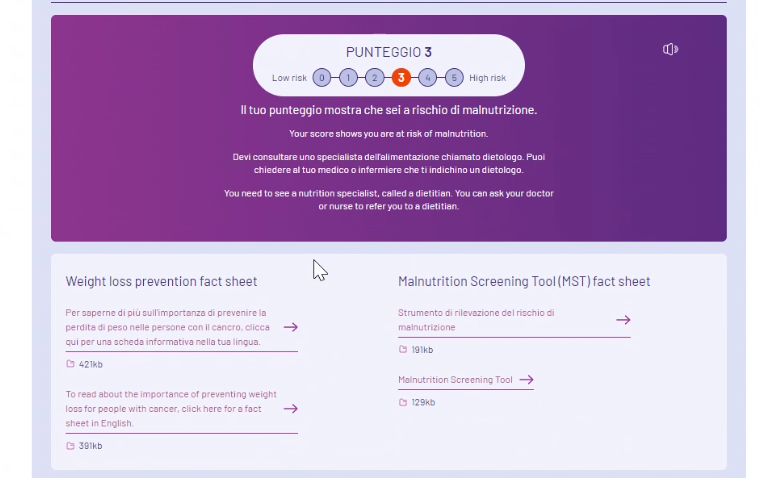 PUNTEGGIO 3
Low risk 0 1 2 3 4 5 High risk
Il tuo punteggio mostra che sei a rischio di malnutrizione.
Your score shows you are at risk of malnutrition.
Devi consultare uno specialista dell'alimentazione chiamato dietologo. Puoi
chiedere al tuo medico o infermiere che ti indichino un dietologo.
You need to see a nutrition specialist, called a dietitian. You can ask your doctor
or nurse to refer you to a dietitian.
Weight loss prevention fact sheet
Per saperne di più sull'importanza di prevenire la
perdita di peso nelle persone con il cancro, clicca
qui per una scheda informativa nella tua lingua.
421kb
To read about the importance of preventing weight
loss for people with cancer, click here for a fact
sheet in English.
391kb
Malnutrition Screening Tool (MST) fact sheet
Strumento di rilevazione del rischio di
malnutrizione
191kb
Malnutrition Screening Tool
129kb